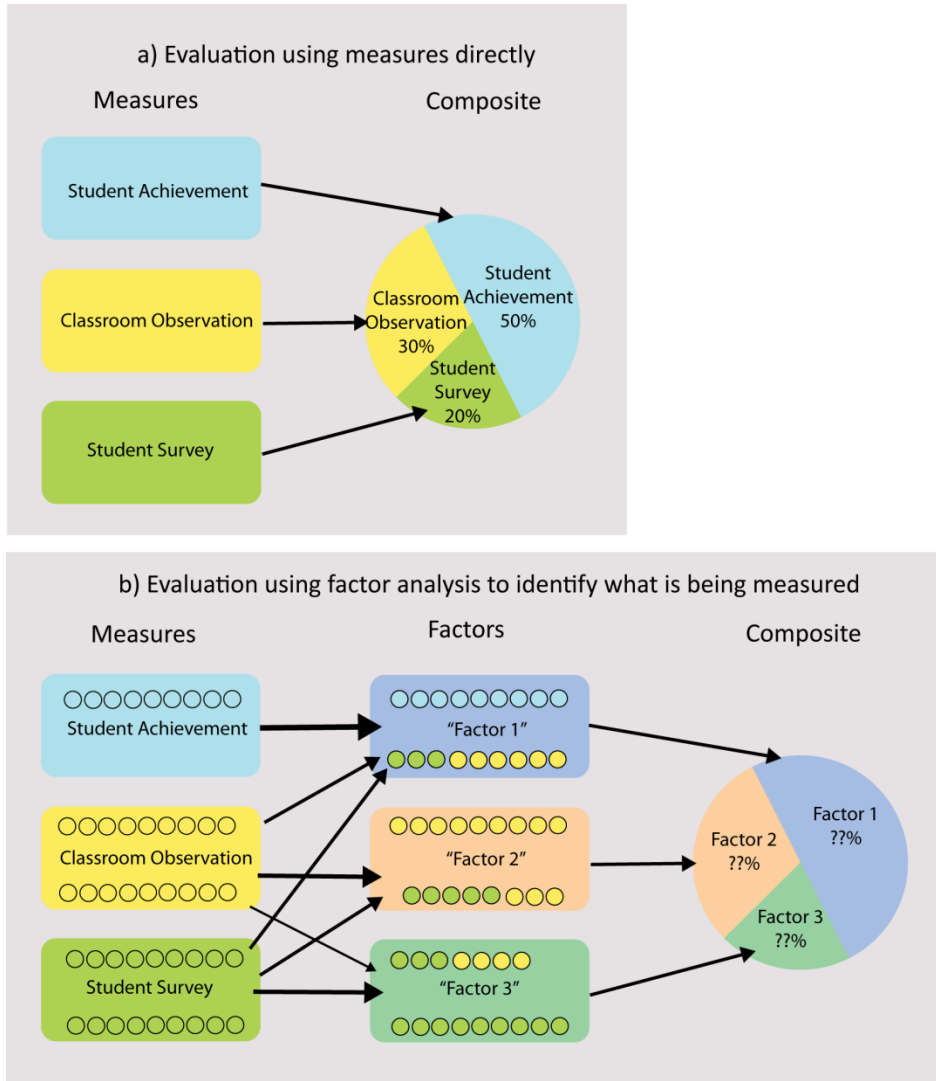 a) Evaluation using measures directly
Measures
Composite
Student Achievement
Classroom Observation
Student Survey
Student
Achievement
50%
Classroom
Observation
30%
Student
Survey
20%
b) Evaluation using factor analysis to identify what is being measured
Measures
Factors
Composite
Student Achievement
Classroom Observation
Student Survey
“Factor 1”
“Factor 2”
“Factor 3”
Factor 1
??%
Factor 2
??%
Factor 3
??%